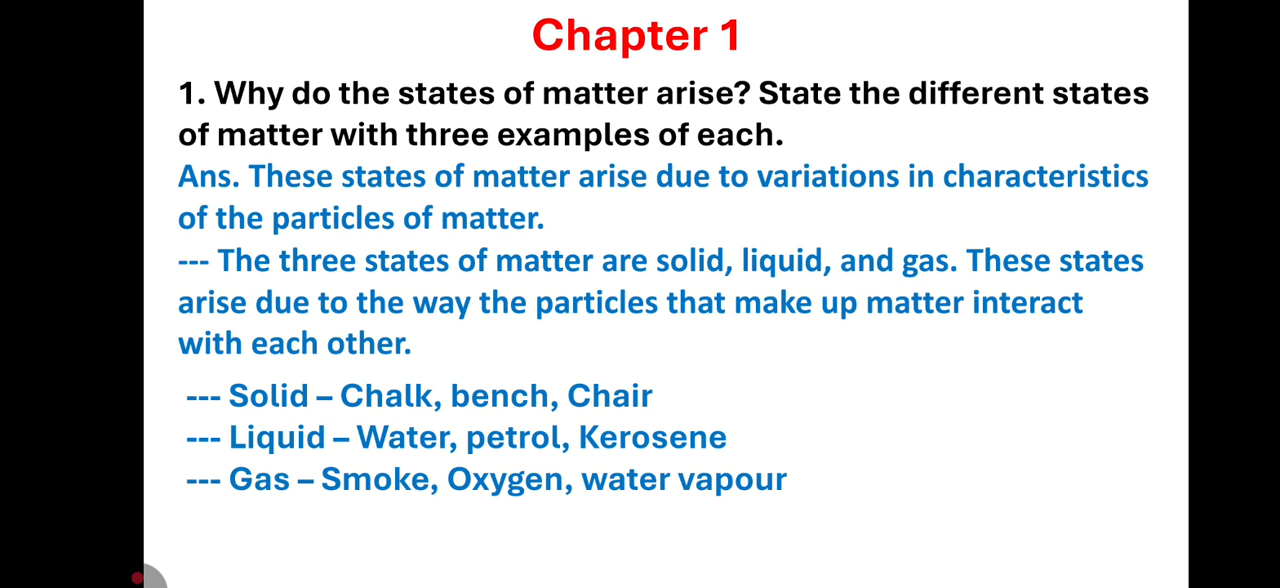 Chapter 1
1. Why do the states of matter arise? State the different states
of matter with three examples of each.
Ans. These states of matter arise due to variations in characteristics
of the particles of matter.
--- The three states of matter are solid, liquid, and gas. These states
arise due to the way the particles that make up matter interact
with each other.
--- Solid – Chalk, bench, Chair
--- Liquid – Water, petrol, Kerosene
--- Gas – Smoke, Oxygen, water vapour